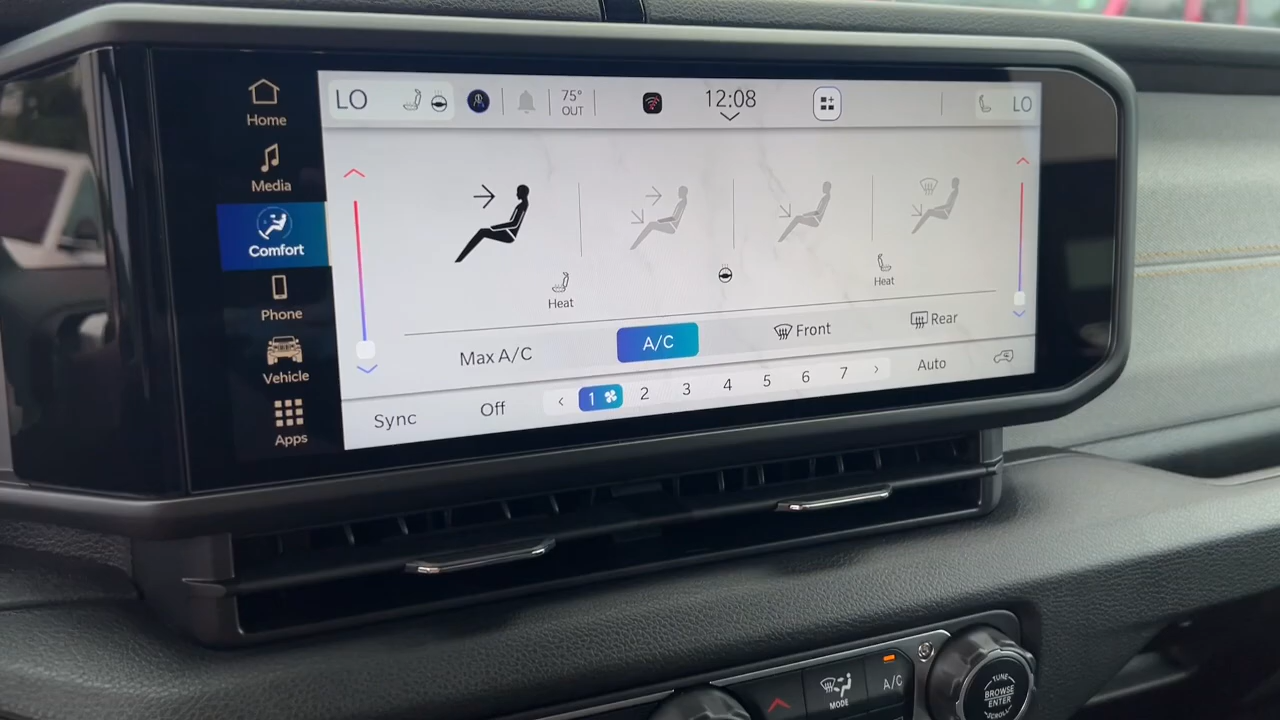 Home
Media
Comfort
Phone
Vehicle
Apps
LO
75°
OUT
12:08
LO
Heat
Heat
Max A/C
A/C
Front
Rear
Sync
Off
1
2
3
4
5
6
7
Auto
MODE
A/C
TUNE
BROWSE
ENTER
SCROLL